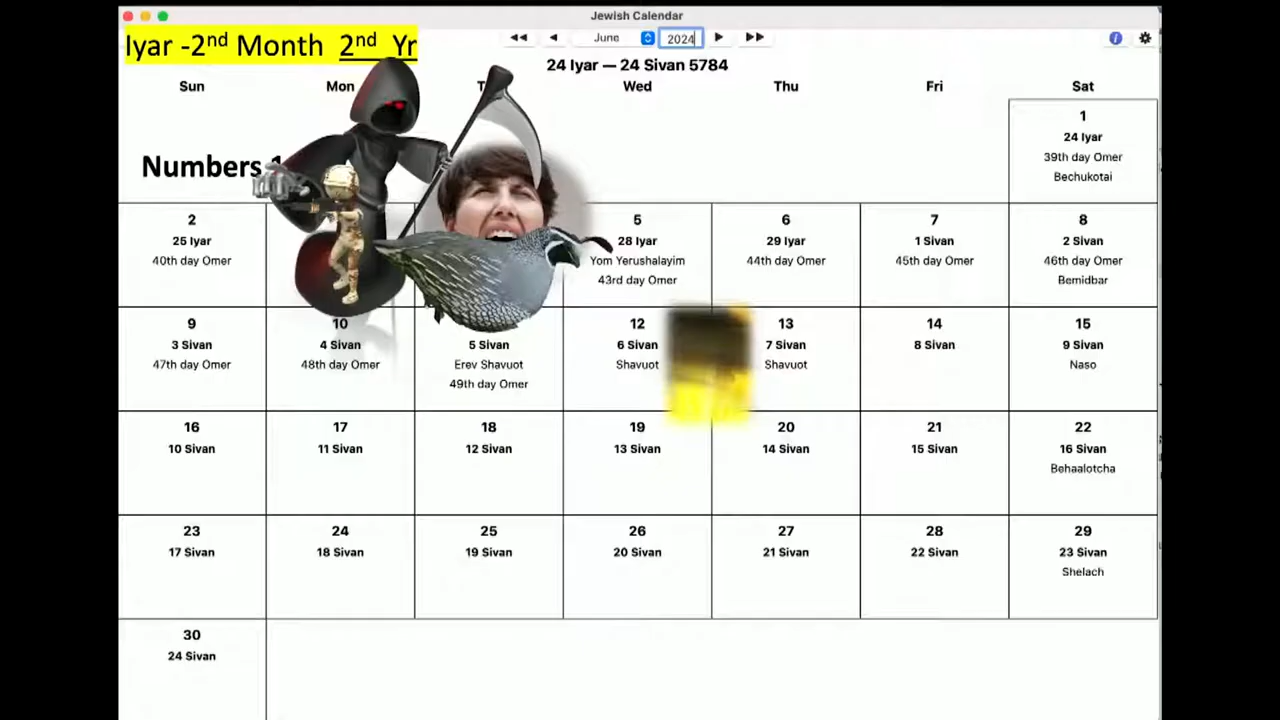 Jewish Calendar
Iyar -2nd Month 2nd Yr
June 2024
24 Iyar — 24 Sivan 5784
Sun Mon Wed Thu Fri Sat
Numbers
1
24 Iyar
39th day Omer
Bechukotai
2
25 Iyar
40th day Omer
5
28 Iyar
Yom Yerushalayim
43rd day Omer
6
29 Iyar
44th day Omer
7
1 Sivan
45th day Omer
8
2 Sivan
46th day Omer
Bemidbar
9
3 Sivan
47th day Omer
10
4 Sivan
48th day Omer
5 Sivan
Erev Shavuot
49th day Omer
12
6 Sivan
Shavuot
13
7 Sivan
Shavuot
14
8 Sivan
15
9 Sivan
Naso
16
10 Sivan
17
11 Sivan
18
12 Sivan
19
13 Sivan
20
14 Sivan
21
15 Sivan
22
16 Sivan
Behaalotcha
23
17 Sivan
24
18 Sivan
25
19 Sivan
26
20 Sivan
27
21 Sivan
28
22 Sivan
29
23 Sivan
Shelach
30
24 Sivan